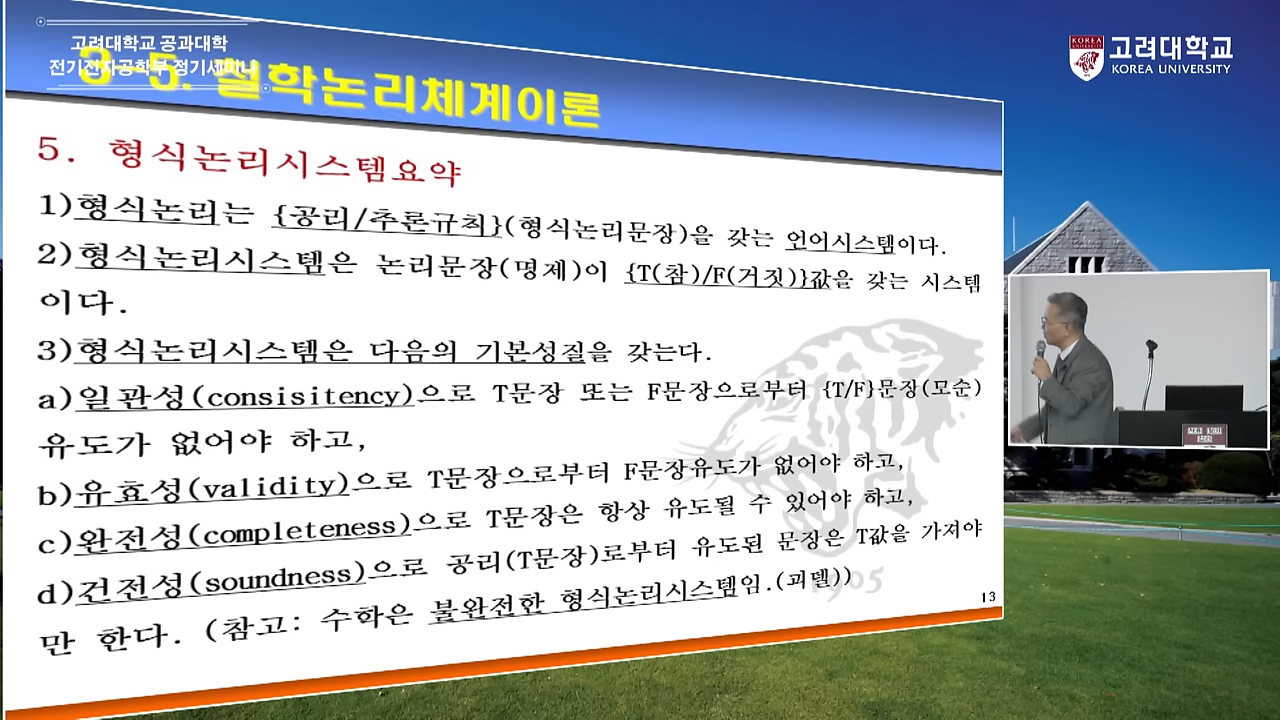 고려대학교 공과대학
전기전자공학부 정기세미나
3-5. 철학논리체계이론
고려대학교
KOREA UNIVERSITY
5. 형식논리시스템요약
1)형식논리는 {공리/추론규칙}(형식논리문장)을 갖는 언어시스템이다.
2)형식논리시스템은 논리문장(명제)이 {T(참)/F(거짓)}값을 갖는 시스템
이다.
3)형식논리시스템은 다음의 기본성질을 갖는다.
a)일관성(consisitency)으로 T문장 또는 F문장으로부터 {T/F}문장(모순)
유도가 없어야 하고,
b)유효성(validity)으로 T문장으로부터 F문장유도가 없어야 하고,
c)완전성(completeness)으로 T문장은 항상 유도될 수 있어야 하고,
d)건전성(soundness)으로 공리(T문장)로부터 유도된 문장은 T값을 가져야
만 한다. (참고: 수학은 불완전한 형식논리시스템임.(괴델))
1905
13